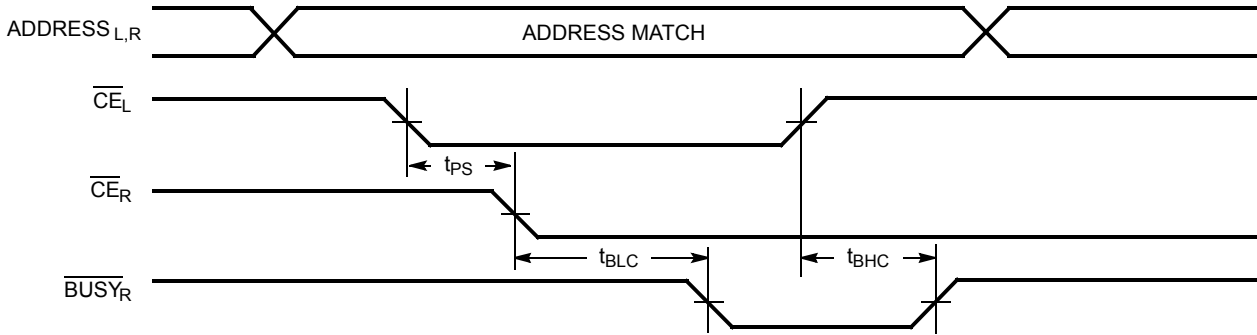 ADDRESS L,R
ADDRESS MATCH
CEL
tPS
CER
tBLC
tBHC
BUSYR